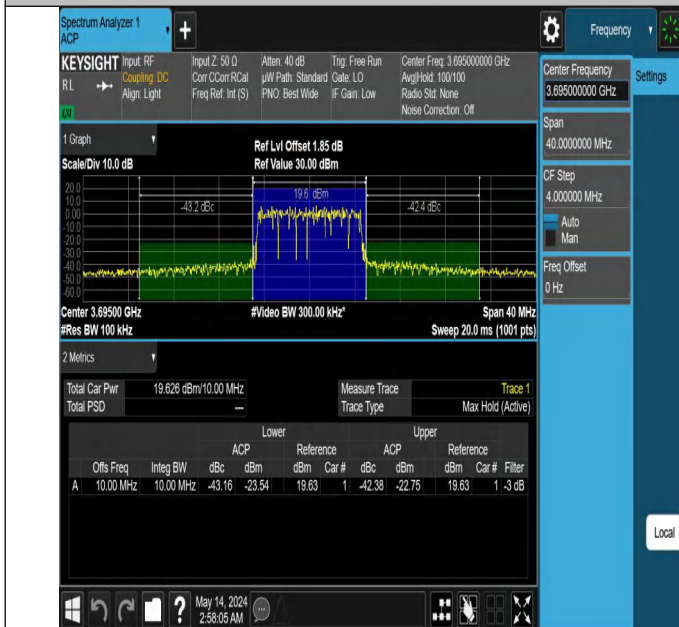 Spectrum Analyzer 1
ACP
+
Frequency
KEYSIGHT
RL
Input: RF
Coupling: DC
Align: Light
Input Z: 50 Ω
Corr CCorr RCal
Freq Ref: Int (S)
Atten: 40 dB
µW Path: Standard
PNO: Best Wide
Trig: Free Run
Gate: LO
IF Gain: Low
Center Freq: 3.695000000 GHz
Avg|Hold: 100/100
Radio Std: None
Noise Correction: Off
Center Frequency
3.695000000 GHz
Settings
Span
40.0000000 MHz
CF Step
4.000000 MHz
Auto
Man
Freq Offset
0 Hz
Local
1 Graph
Scale/Div 10.0 dB
Ref Lvl Offset 1.85 dB
Ref Value 30.00 dBm
20.0
10.0
0.00
-10.0
-20.0
-30.0
-40.0
-50.0
-60.0
-43.2 dBc
19.6 dBm
-42.4 dBc
Center 3.69500 GHz
#Video BW 300.00 kHz*
Span 40 MHz
#Res BW 100 kHz
Sweep 20.0 ms (1001 pts)
2 Metrics
Total Car Pwr 19.626 dBm/10.00 MHz
Total PSD ---
Measure Trace Trace 1
Trace Type Max Hold (Active)
Lower Upper
ACP Reference ACP Reference
Offs Freq Integ BW dBc dBm dBm Car # dBc dBm dBm Car # Filter
A 10.00 MHz 10.00 MHz -43.16 -23.54 19.63 1 -42.38 -22.75 19.63 1 -3 dB
?
May 14, 2024
2:58:05 AM